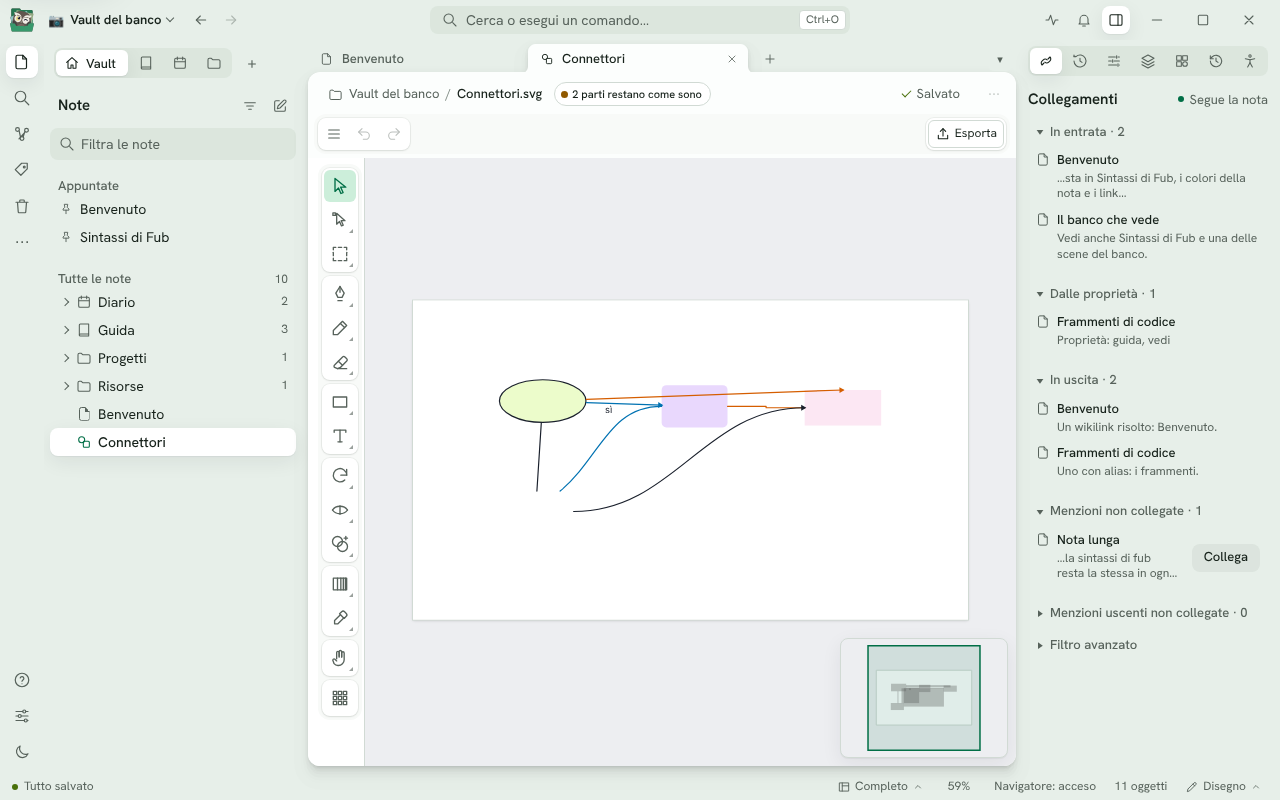 Vault del banco
Cerca o esegui un comando...
Ctrl+O
Vault
Benvenuto
Connettori
Note
Vault del banco / Connettori.svg
2 parti restano come sono
Salvato
Filtra le note
Esporta
Appuntate
Benvenuto
Sintassi di Fub
Tutte le note 10
Diario 2
Guida 3
Progetti 1
Risorse 1
Benvenuto
Connettori
sì
Collegamenti
Segue la nota
In entrata · 2
Benvenuto
...sta in Sintassi di Fub, i colori della
nota e i link...
Il banco che vede
Vedi anche Sintassi di Fub e una delle
scene del banco.
Dalle proprietà · 1
Frammenti di codice
Proprietà: guida, vedi
In uscita · 2
Benvenuto
Un wikilink risolto: Benvenuto.
Frammenti di codice
Uno con alias: i frammenti.
Menzioni non collegate · 1
Nota lunga
...la sintassi di fub
resta la stessa in ogn...
Collega
Menzioni uscenti non collegate · 0
Filtro avanzato
Tutto salvato
Completo
59%
Navigatore: acceso
11 oggetti
Disegno